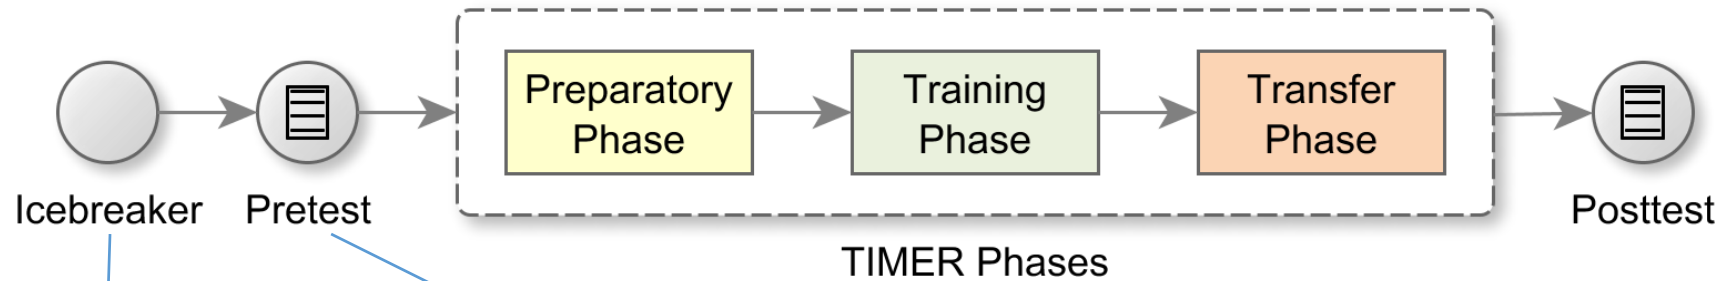 Preparatory
Phase
Training
Phase
Transfer
Phase
Icebreaker
Pretest
Posttest
TIMER Phases